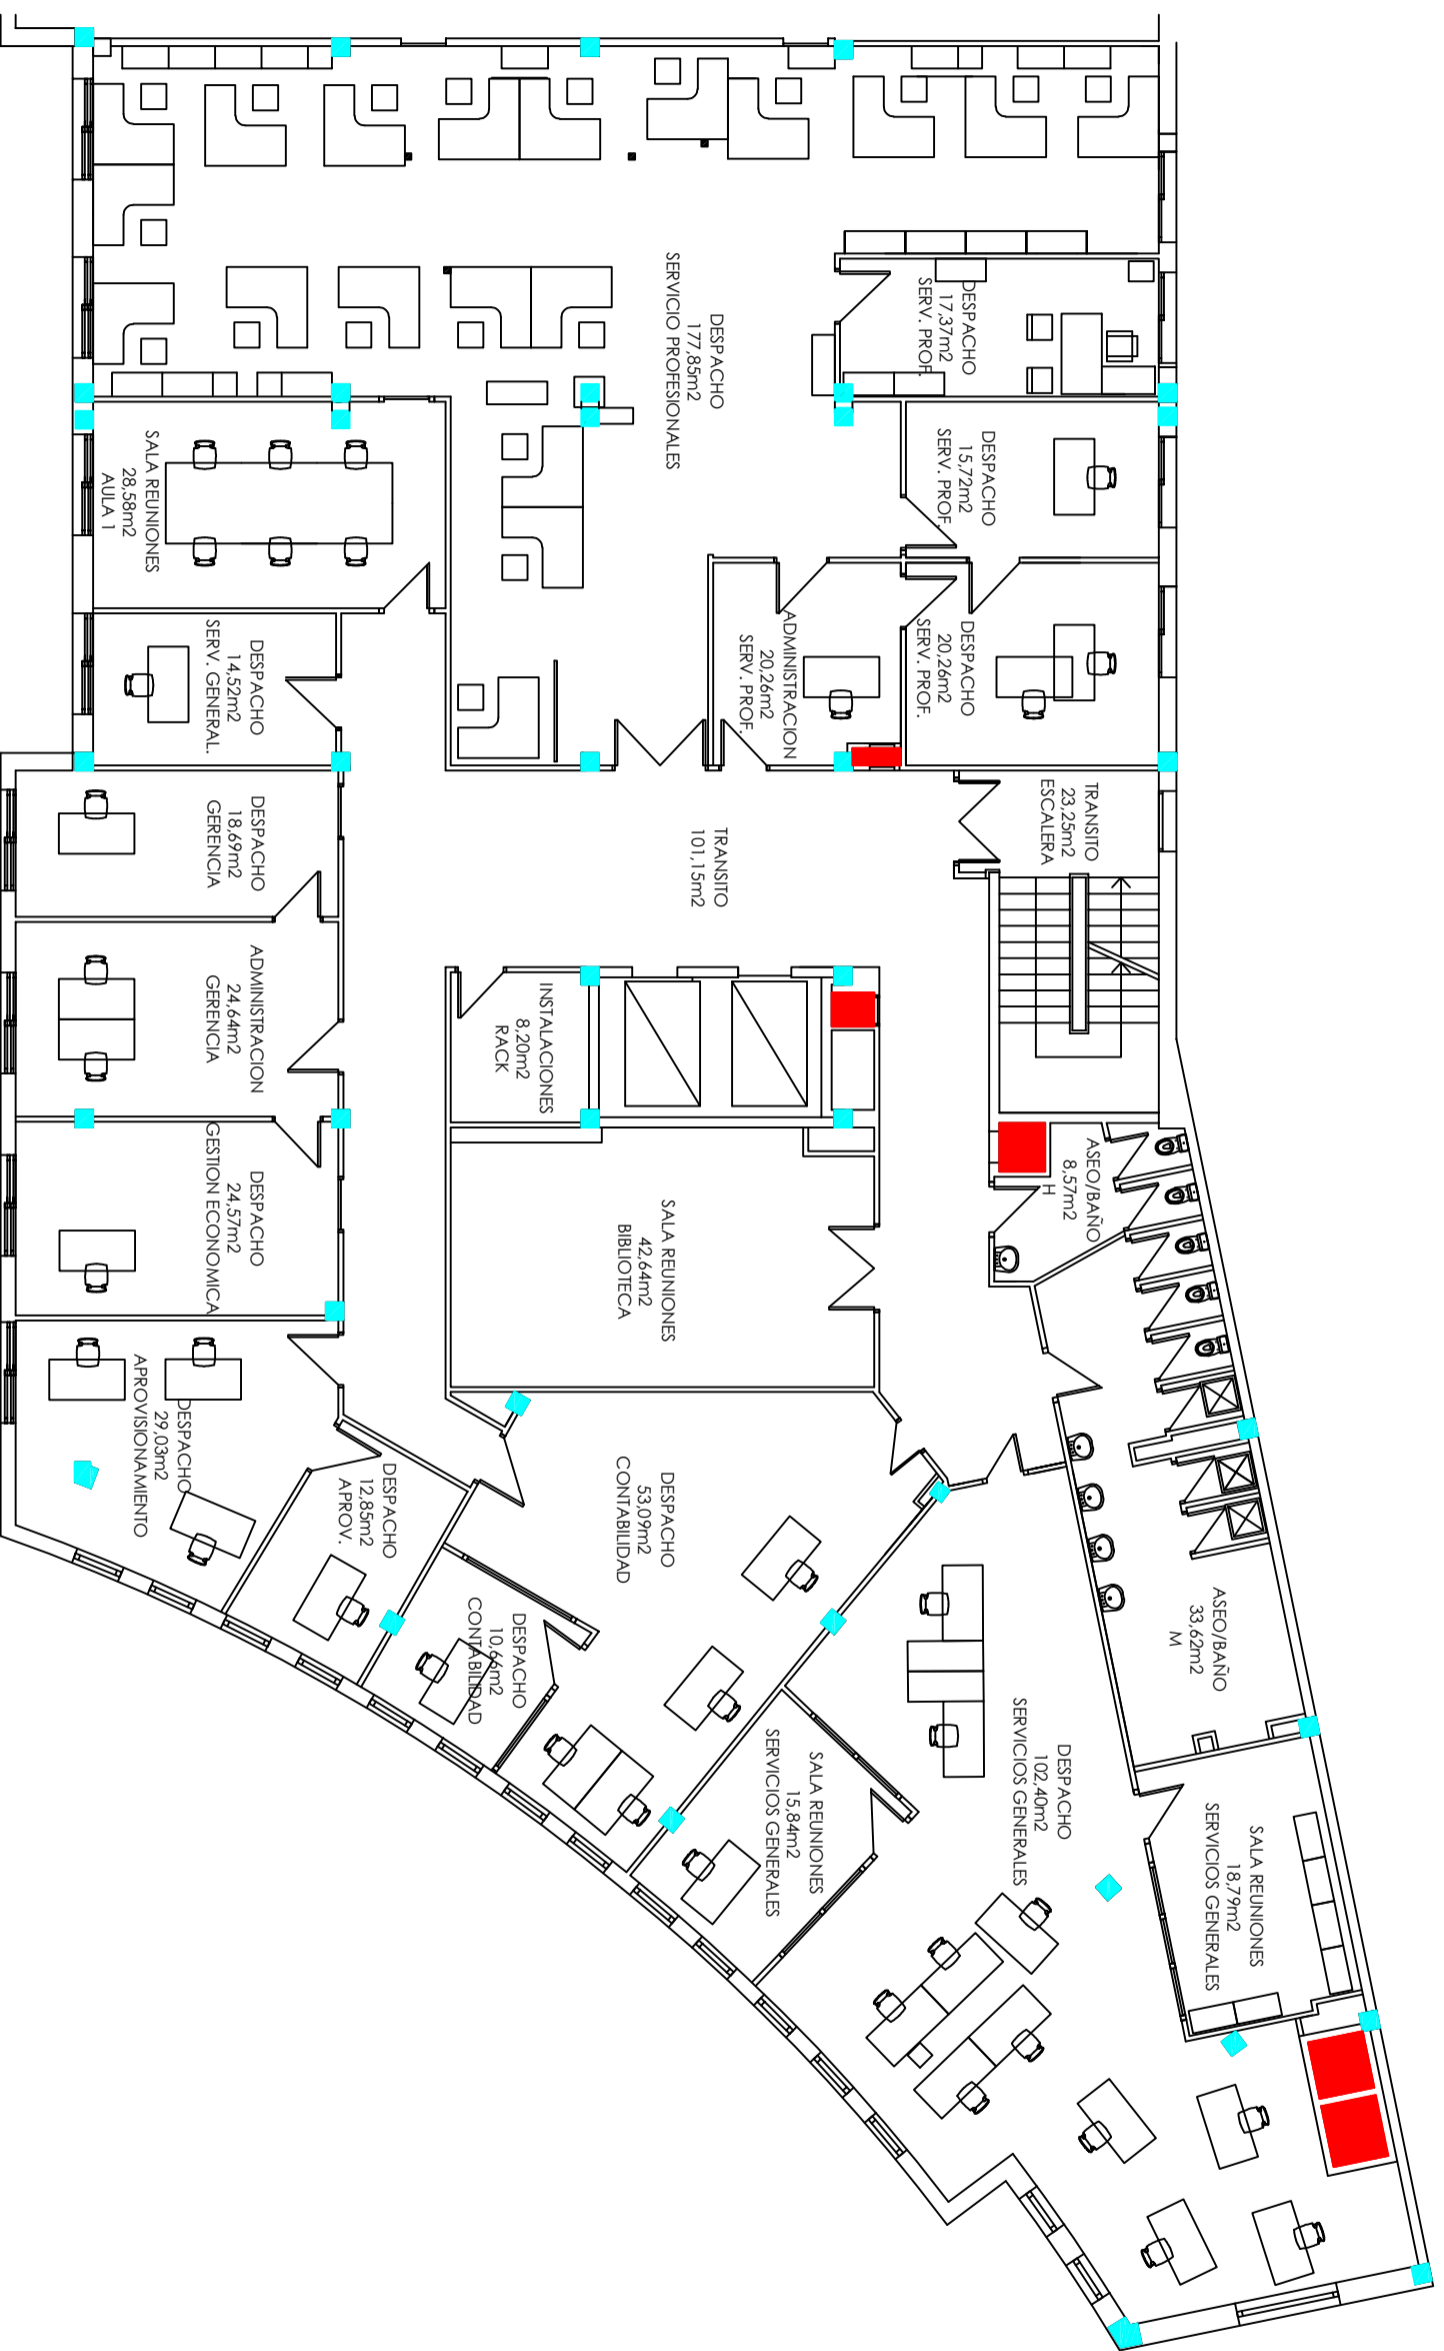 DESPACHO
177,85m2
SERVICIO PROFESIONALES
DESPACHO
17,37m2
SERV. PROF.
DESPACHO
15,72m2
SERV. PROF.
SALA REUNIONES
28,58m2
AULA 1
DESPACHO
20,26m2
SERV. PROF.
ADMINISTRACION
20,26m2
SERV. PROF.
DESPACHO
14,52m2
SERV. GENERAL.
TRANSITO
23,25m2
ESCALERA
TRANSITO
101,15m2
DESPACHO
18,69m2
GERENCIA
ADMINISTRACION
24,64m2
GERENCIA
INSTALACIONES
8,20m2
RACK
ASEO/BAÑO
8,57m2
H
DESPACHO
24,57m2
GESTION ECONOMICA
SALA REUNIONES
42,64m2
BIBLIOTECA
DESPACHO
29,03m2
APROVISIONAMIENTO
DESPACHO
12,85m2
APROV.
DESPACHO
53,09m2
CONTABILIDAD
DESPACHO
10,66m2
CONTABILIDAD
ASEO/BAÑO
33,62m2
M
SALA REUNIONES
15,84m2
SERVICIOS GENERALES
DESPACHO
102,40m2
SERVICIOS GENERALES
SALA REUNIONES
18,79m2
SERVICIOS GENERALES